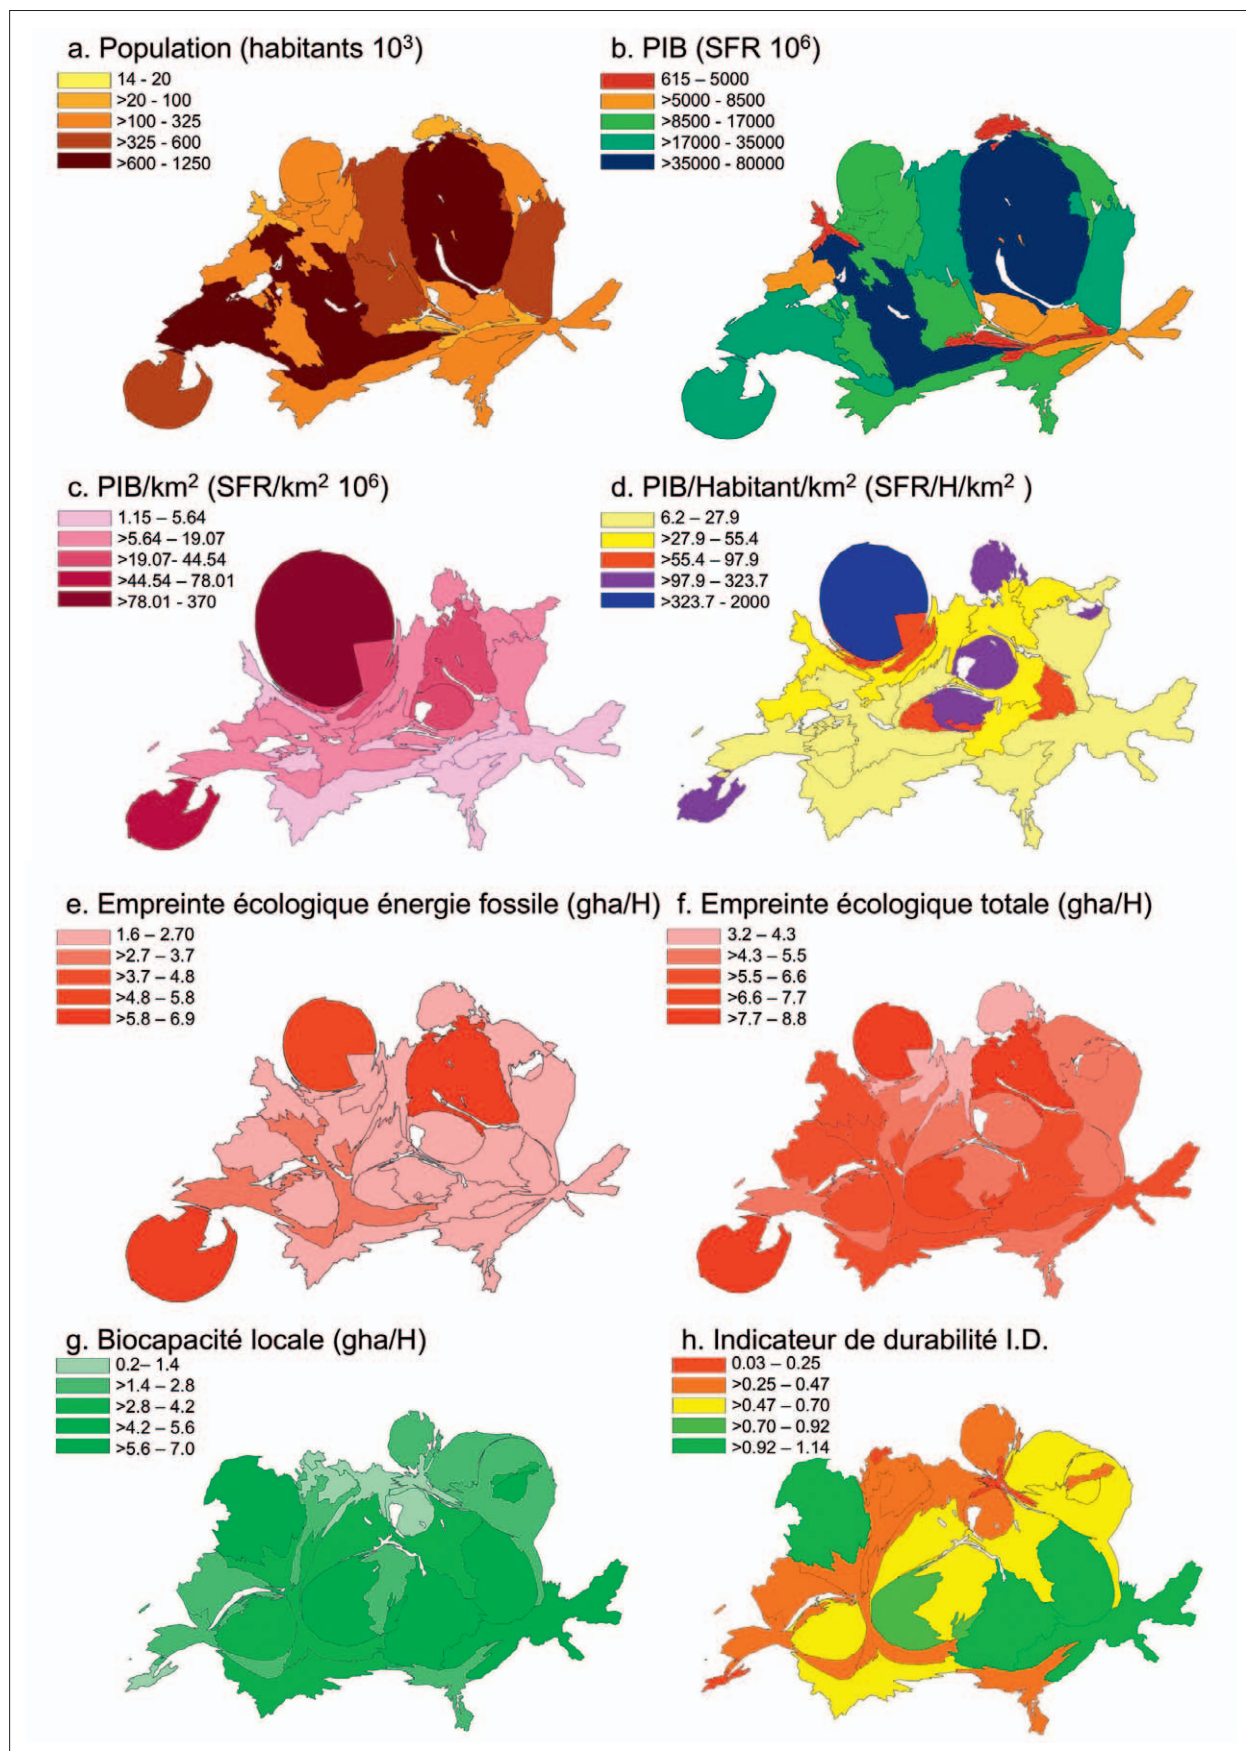 a. Population (habitants 10³)
14 - 20
>20 - 100
>100 - 325
>325 - 600
>600 - 1250
b. PIB (SFR 10⁶)
615 – 5000
>5000 - 8500
>8500 - 17000
>17000 - 35000
>35000 - 80000
c. PIB/km² (SFR/km² 10⁶)
1.15 – 5.64
>5.64 – 19.07
>19.07- 44.54
>44.54 – 78.01
>78.01 - 370
d. PIB/Habitant/km² (SFR/H/km² )
6.2 – 27.9
>27.9 – 55.4
>55.4 – 97.9
>97.9 – 323.7
>323.7 - 2000
e. Empreinte écologique énergie fossile (gha/H)
1.6 – 2.70
>2.7 – 3.7
>3.7 – 4.8
>4.8 – 5.8
>5.8 – 6.9
f. Empreinte écologique totale (gha/H)
3.2 – 4.3
>4.3 – 5.5
>5.5 – 6.6
>6.6 – 7.7
>7.7 – 8.8
g. Biocapacité locale (gha/H)
0.2– 1.4
>1.4 – 2.8
>2.8 – 4.2
>4.2 – 5.6
>5.6 – 7.0
h. Indicateur de durabilité I.D.
0.03 – 0.25
>0.25 – 0.47
>0.47 – 0.70
>0.70 – 0.92
>0.92 – 1.14